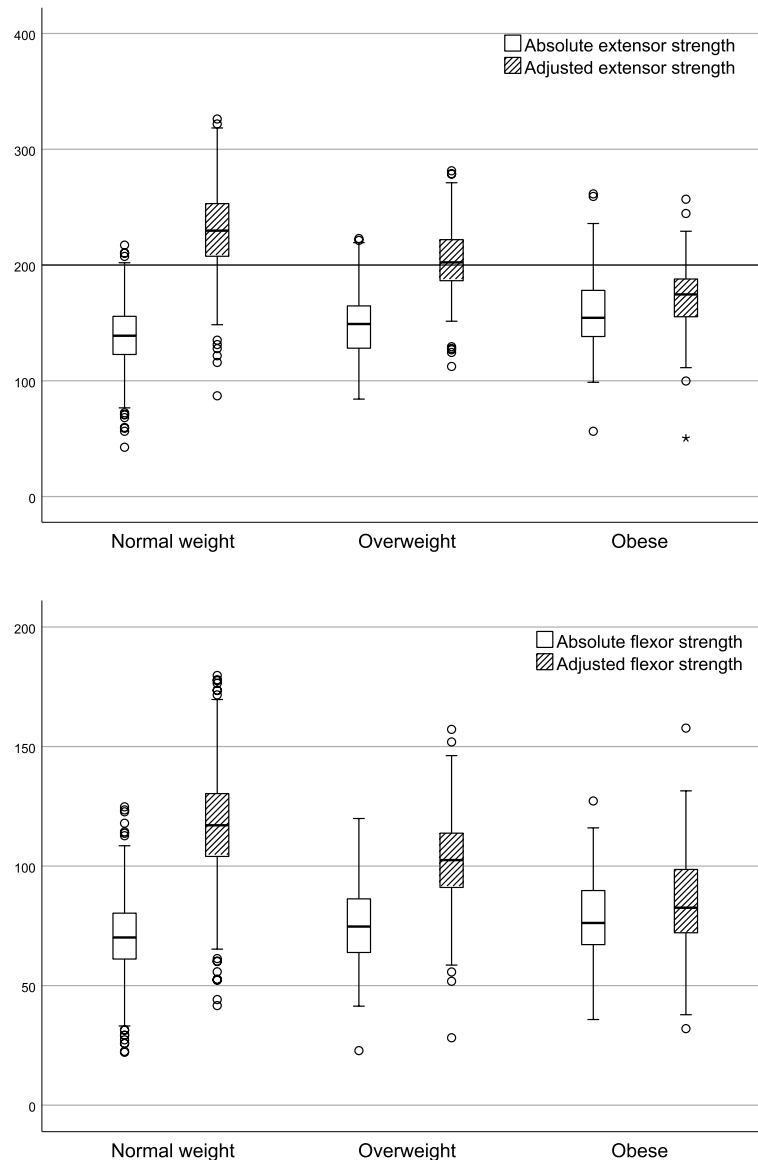 400
Absolute extensor strength
Adjusted extensor strength
300
200
100
0
Normal weight Overweight Obese
200
Absolute flexor strength
Adjusted flexor strength
150
100
50
0
Normal weight Overweight Obese